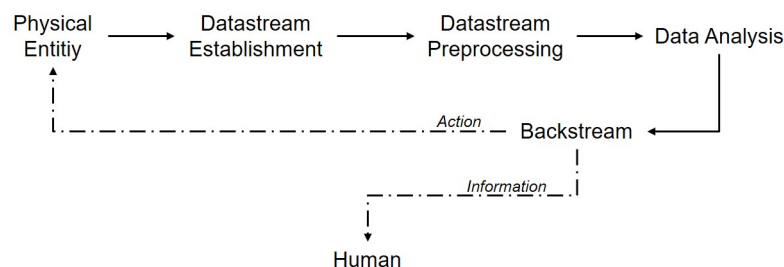 Physical
Entitiy
Datastream
Establishment
Datastream
Preprocessing
Data Analysis
Action
Backstream
Information
Human